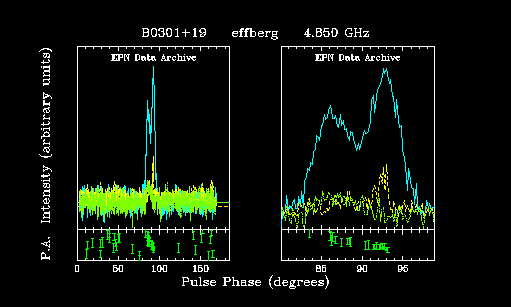 B0301+19 effberg 4.850 GHz
EPN Data Archive EPN Data Archive
P.A. Intensity (arbitrary units)
0 50 100 150 85 90 95
Pulse Phase (degrees)